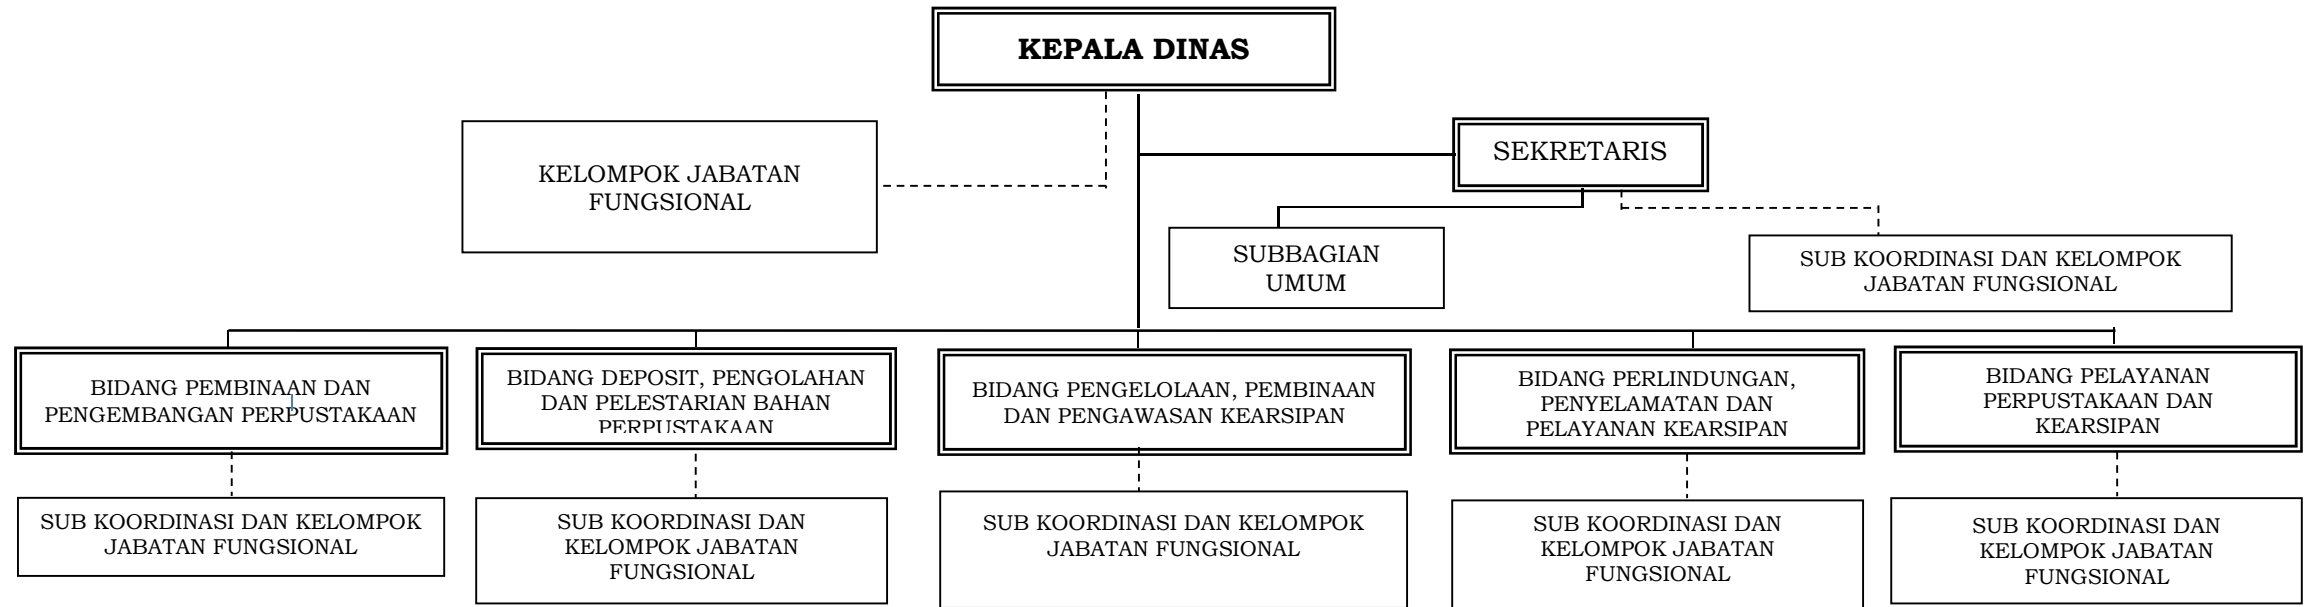 KEPALA DINAS
SEKRETARIS
KELOMPOK JABATAN
FUNGSIONAL
SUBBAGIAN
UMUM
SUB KOORDINASI DAN KELOMPOK
JABATAN FUNGSIONAL
BIDANG PEMBINAAN DAN
PENGEMBANGAN PERPUSTAKAAN
BIDANG DEPOSIT, PENGOLAHAN
DAN PELESTARIAN BAHAN
PERPUSTAKAAN
BIDANG PENGELOLAAN, PEMBINAAN
DAN PENGAWASAN KEARSIPAN
BIDANG PERLINDUNGAN,
PENYELAMATAN DAN
PELAYANAN KEARSIPAN
BIDANG PELAYANAN
PERPUSTAKAAN DAN
KEARSIPAN
SUB KOORDINASI DAN KELOMPOK
JABATAN FUNGSIONAL
SUB KOORDINASI DAN
KELOMPOK JABATAN
FUNGSIONAL
SUB KOORDINASI DAN KELOMPOK
JABATAN FUNGSIONAL
SUB KOORDINASI DAN
KELOMPOK JABATAN
FUNGSIONAL
SUB KOORDINASI DAN
KELOMPOK JABATAN
FUNGSIONAL